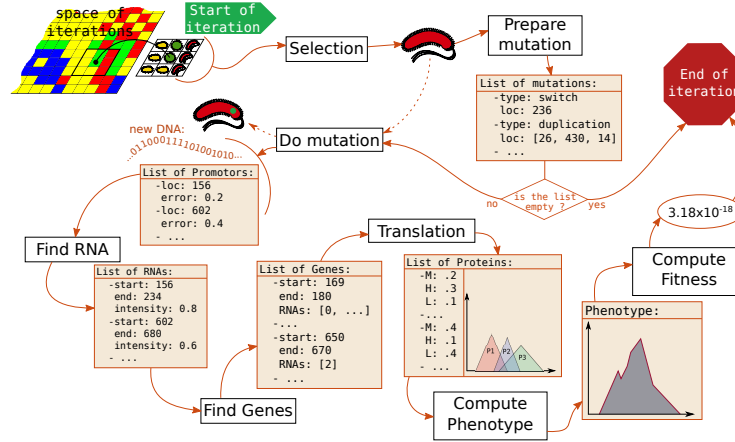 space of
iterations
Start of
iteration
Selection
Prepare
mutation
List of mutations:
-type: switch
loc: 236
-type: duplication
loc: [26, 430, 14]
- ...
End of
iteration
is the list
empty ?
no
yes
Do mutation
new DNA:
...011000111101001010...
List of Promotors:
-loc: 156
error: 0.2
-loc: 602
error: 0.4
- ...
Find RNA
List of RNAs:
-start: 156
end: 234
intensity: 0.8
-start: 602
end: 680
intensity: 0.6
- ...
Find Genes
List of Genes:
-start: 169
end: 180
RNAs: [0, ...]
-...
-start: 650
end: 670
RNAs: [2]
- ...
Translation
List of Proteins:
-M: .2
H: .3
L: .1
-...
-M: .4
H: .1
L: .4
- ...
P1
P2
P3
Compute
Phenotype
Phenotype:
Compute
Fitness
3.18x10⁻¹⁸